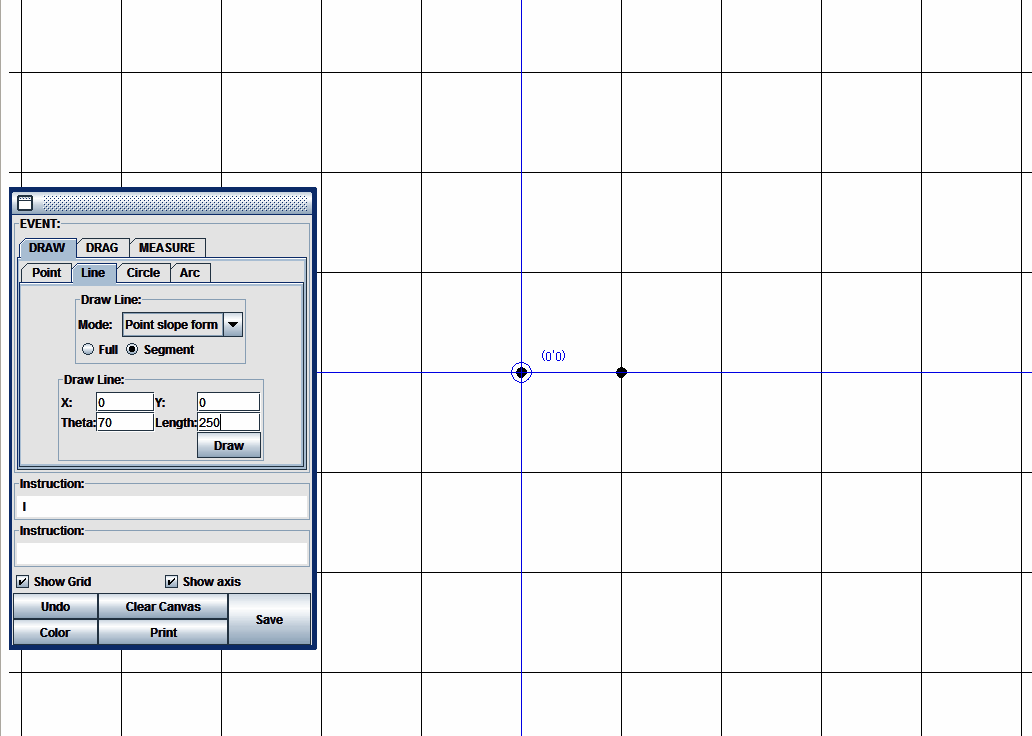 EVENT:
DRAW DRAG MEASURE
Point Line Circle Arc
Draw Line:
Mode: Point slope form
Full Segment
Draw Line:
X: 0 Y: 0
Theta: 70 Length: 250
Draw
Instruction:
I
Instruction:
Show Grid Show axis
Undo Clear Canvas Save
Color Print
(0'0)